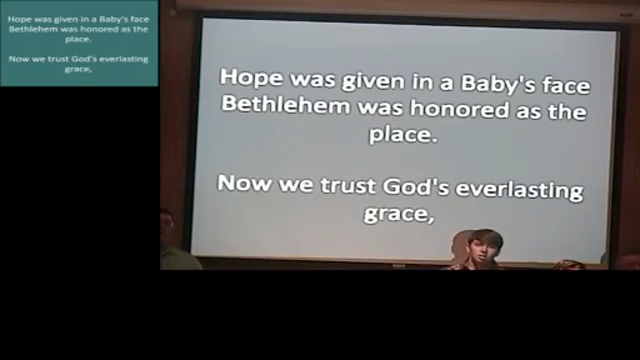 Hope was given in a Baby's face
Bethlehem was honored as the
place.
Now we trust God's everlasting
grace,
Hope was given in a Baby's face
Bethlehem was honored as the
place.
Now we trust God's everlasting
grace,